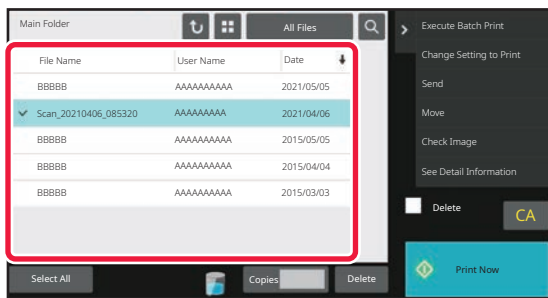 Main Folder
All Files
File Name User Name Date
BBBBB AAAAAAAAAA 2021/05/05
Scan_20210406_085320 AAAAAAAAA 2021/04/06
BBBBB AAAAAAAAAA 2015/05/05
BBBBB AAAAAAAAAA 2015/04/04
BBBBB AAAAAAAAAA 2015/03/03
Select All
Copies
Delete
Execute Batch Print
Change Setting to Print
Send
Move
Check Image
See Detail Information
Delete
CA
Print Now